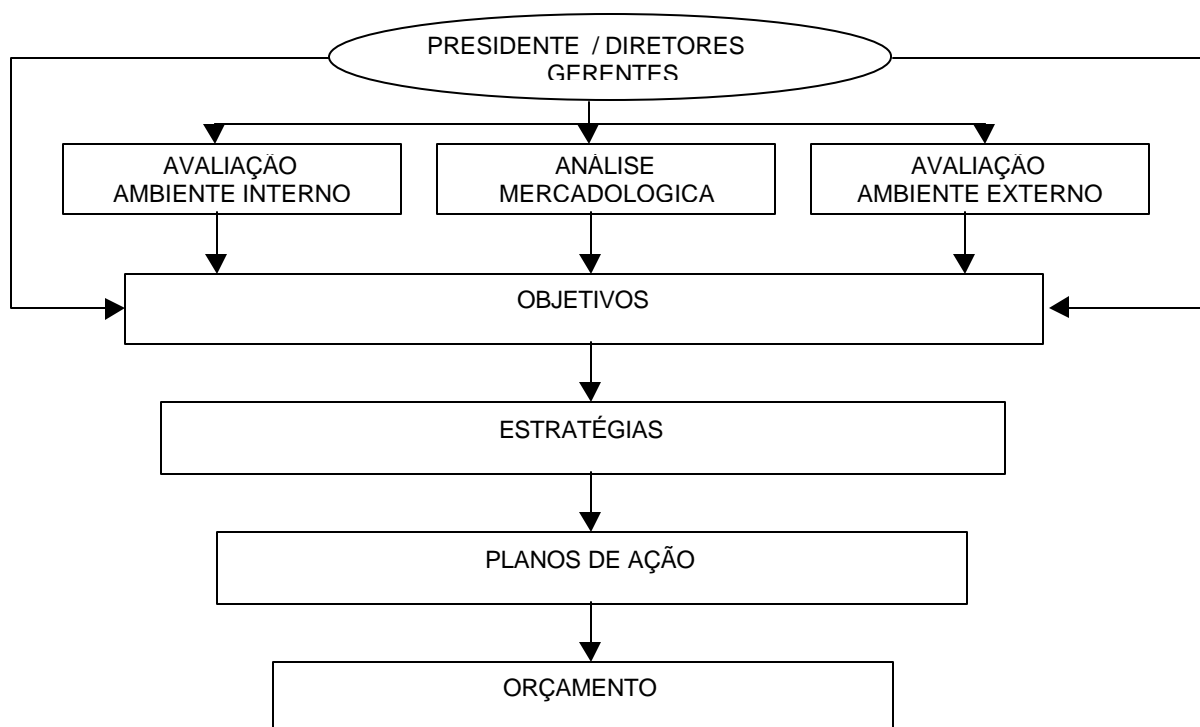 PRESIDENTE / DIRETORES
GERENTES
AVALIAÇÃO
AMBIENTE INTERNO
ANÁLISE
MERCADOLOGICA
AVALIAÇÃO
AMBIENTE EXTERNO
OBJETIVOS
ESTRATÉGIAS
PLANOS DE AÇÃO
ORÇAMENTO